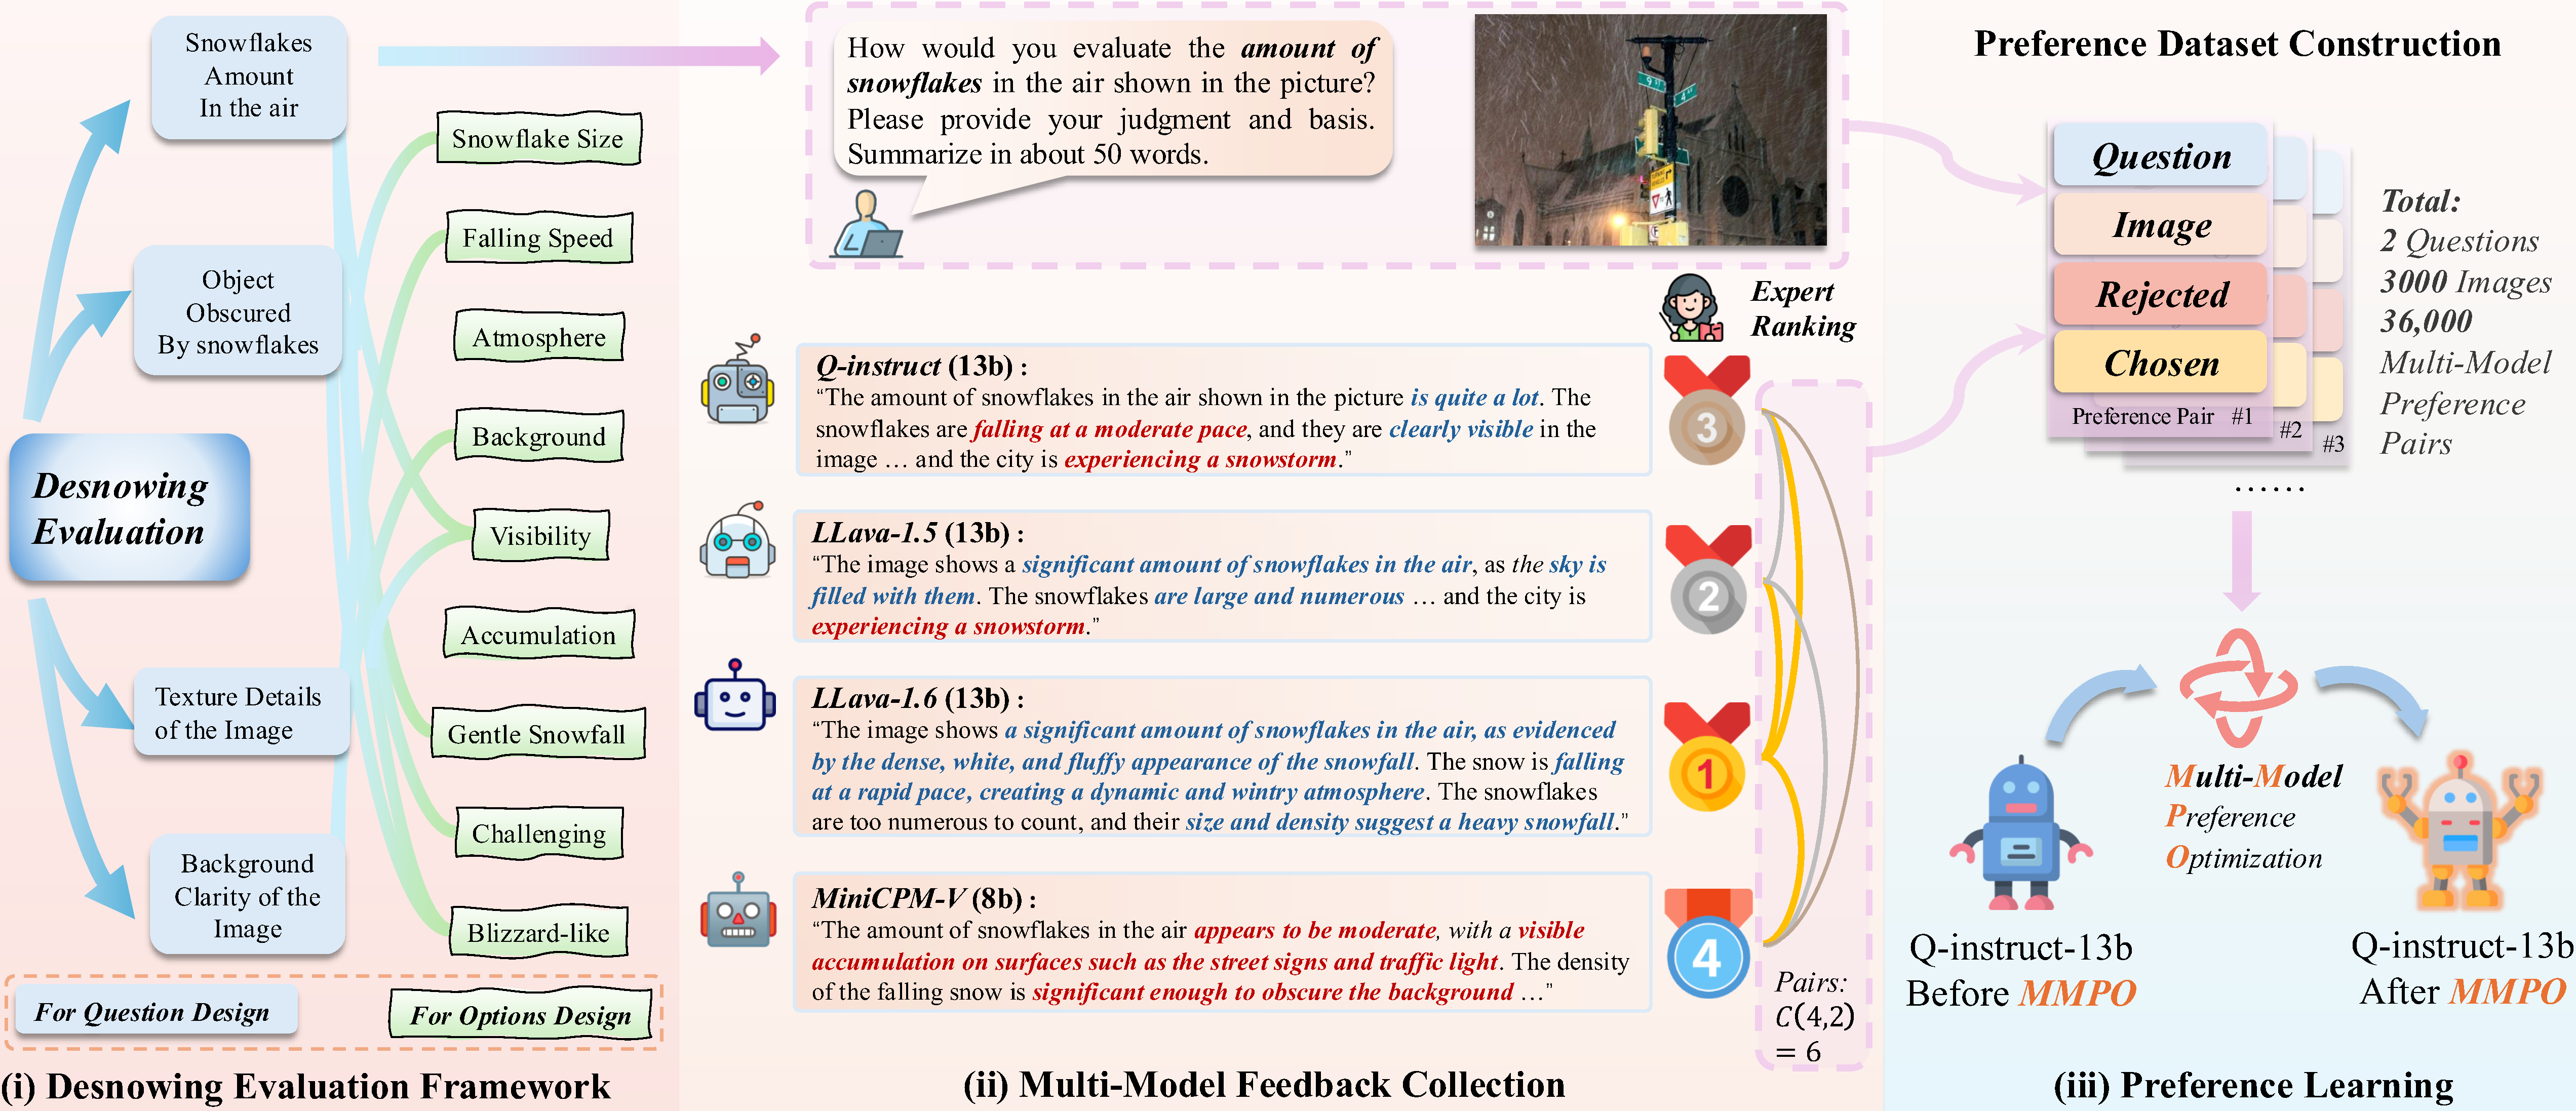 Snowflakes
Amount
In the air
Object
Obscured
By snowflakes
Desnowing
Evaluation
Texture Details
of the Image
Background
Clarity of the
Image
Snowflake Size
Falling Speed
Atmosphere
Background
Visibility
Accumulation
Gentle Snowfall
Challenging
Blizzard-like
For Question Design
For Options Design
(i) Desnowing Evaluation Framework
How would you evaluate the amount of
snowflakes in the air shown in the picture?
Please provide your judgment and basis.
Summarize in about 50 words.
9 ST
4 AV
Expert
Ranking
Q-instruct (13b) :
“The amount of snowflakes in the air shown in the picture is quite a lot. The
snowflakes are falling at a moderate pace, and they are clearly visible in the
image … and the city is experiencing a snowstorm.”
3
LLava-1.5 (13b) :
“The image shows a significant amount of snowflakes in the air, as the sky is
filled with them. The snowflakes are large and numerous … and the city is
experiencing a snowstorm.”
2
LLava-1.6 (13b) :
“The image shows a significant amount of snowflakes in the air, as evidenced
by the dense, white, and fluffy appearance of the snowfall. The snow is falling
at a rapid pace, creating a dynamic and wintry atmosphere. The snowflakes
are too numerous to count, and their size and density suggest a heavy snowfall.”
1
MiniCPM-V (8b) :
“The amount of snowflakes in the air appears to be moderate, with a visible
accumulation on surfaces such as the street signs and traffic light. The density
of the falling snow is significant enough to obscure the background …”
4
Pairs:
C(4,2)
= 6
(ii) Multi-Model Feedback Collection
Preference Dataset Construction
Question
Image
Rejected
Chosen
Preference Pair #1
#2
#3
……
Total:
2 Questions
3000 Images
36,000
Multi-Model
Preference
Pairs
Multi-Model
Preference
Optimization
Q-instruct-13b
Before MMPO
Q-instruct-13b
After MMPO
(iii) Preference Learning